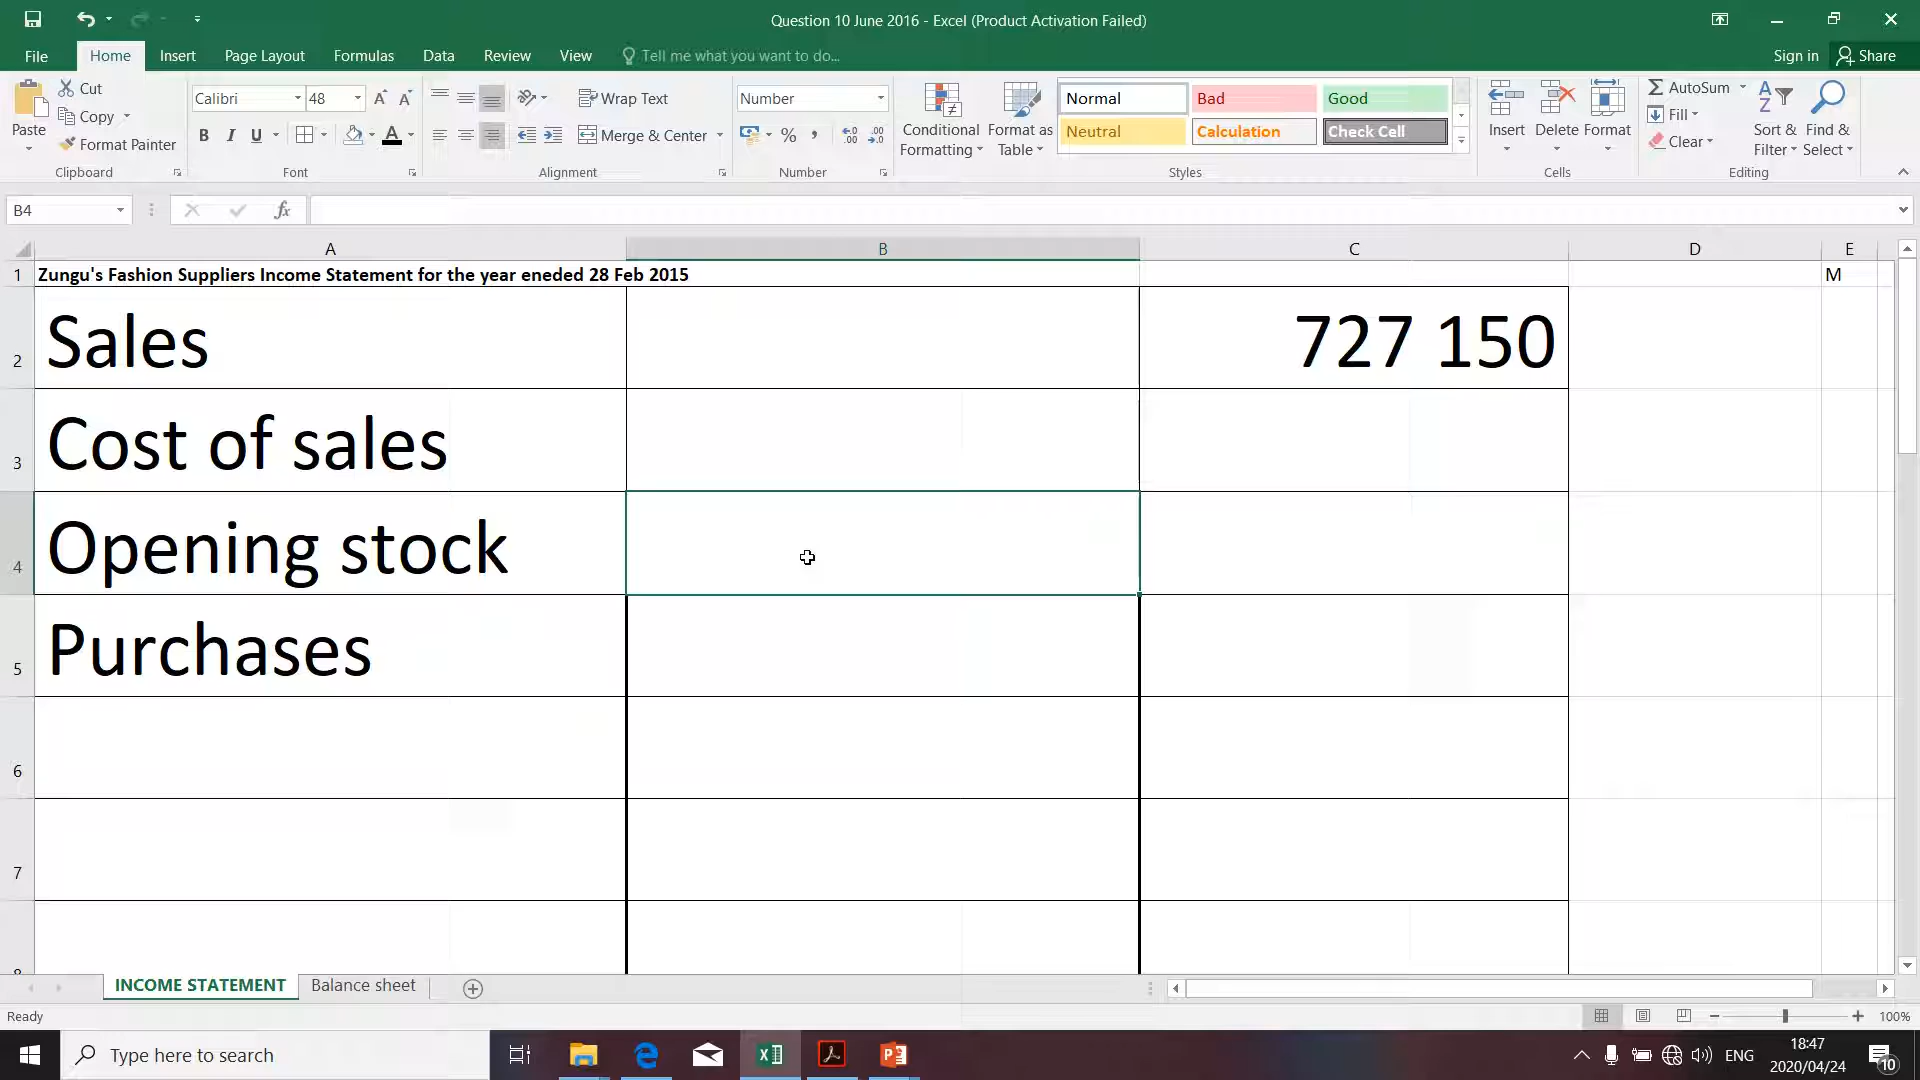 Question 10 June 2016 - Excel (Product Activation Failed)
File Home Insert Page Layout Formulas Data Review View Tell me what you want to do... Sign in Share
Paste Cut Copy Format Painter
Clipboard
Calibri 48
Font
Wrap Text
Merge & Center
Alignment
Number
Number
Conditional Formatting
Format as Table
Normal Bad Good
Neutral Calculation Check Cell
Styles
Insert Delete Format
Cells
AutoSum
Fill
Clear
Sort & Filter
Find & Select
Editing
B4 fx
A B C D E
1 Zungu's Fashion Suppliers Income Statement for the year eneded 28 Feb 2015 M
2 Sales 727 150
3 Cost of sales
4 Opening stock
5 Purchases
6
7
8
INCOME STATEMENT Balance sheet
Ready 100%
Type here to search
ENG
18:47
2020/04/24
10